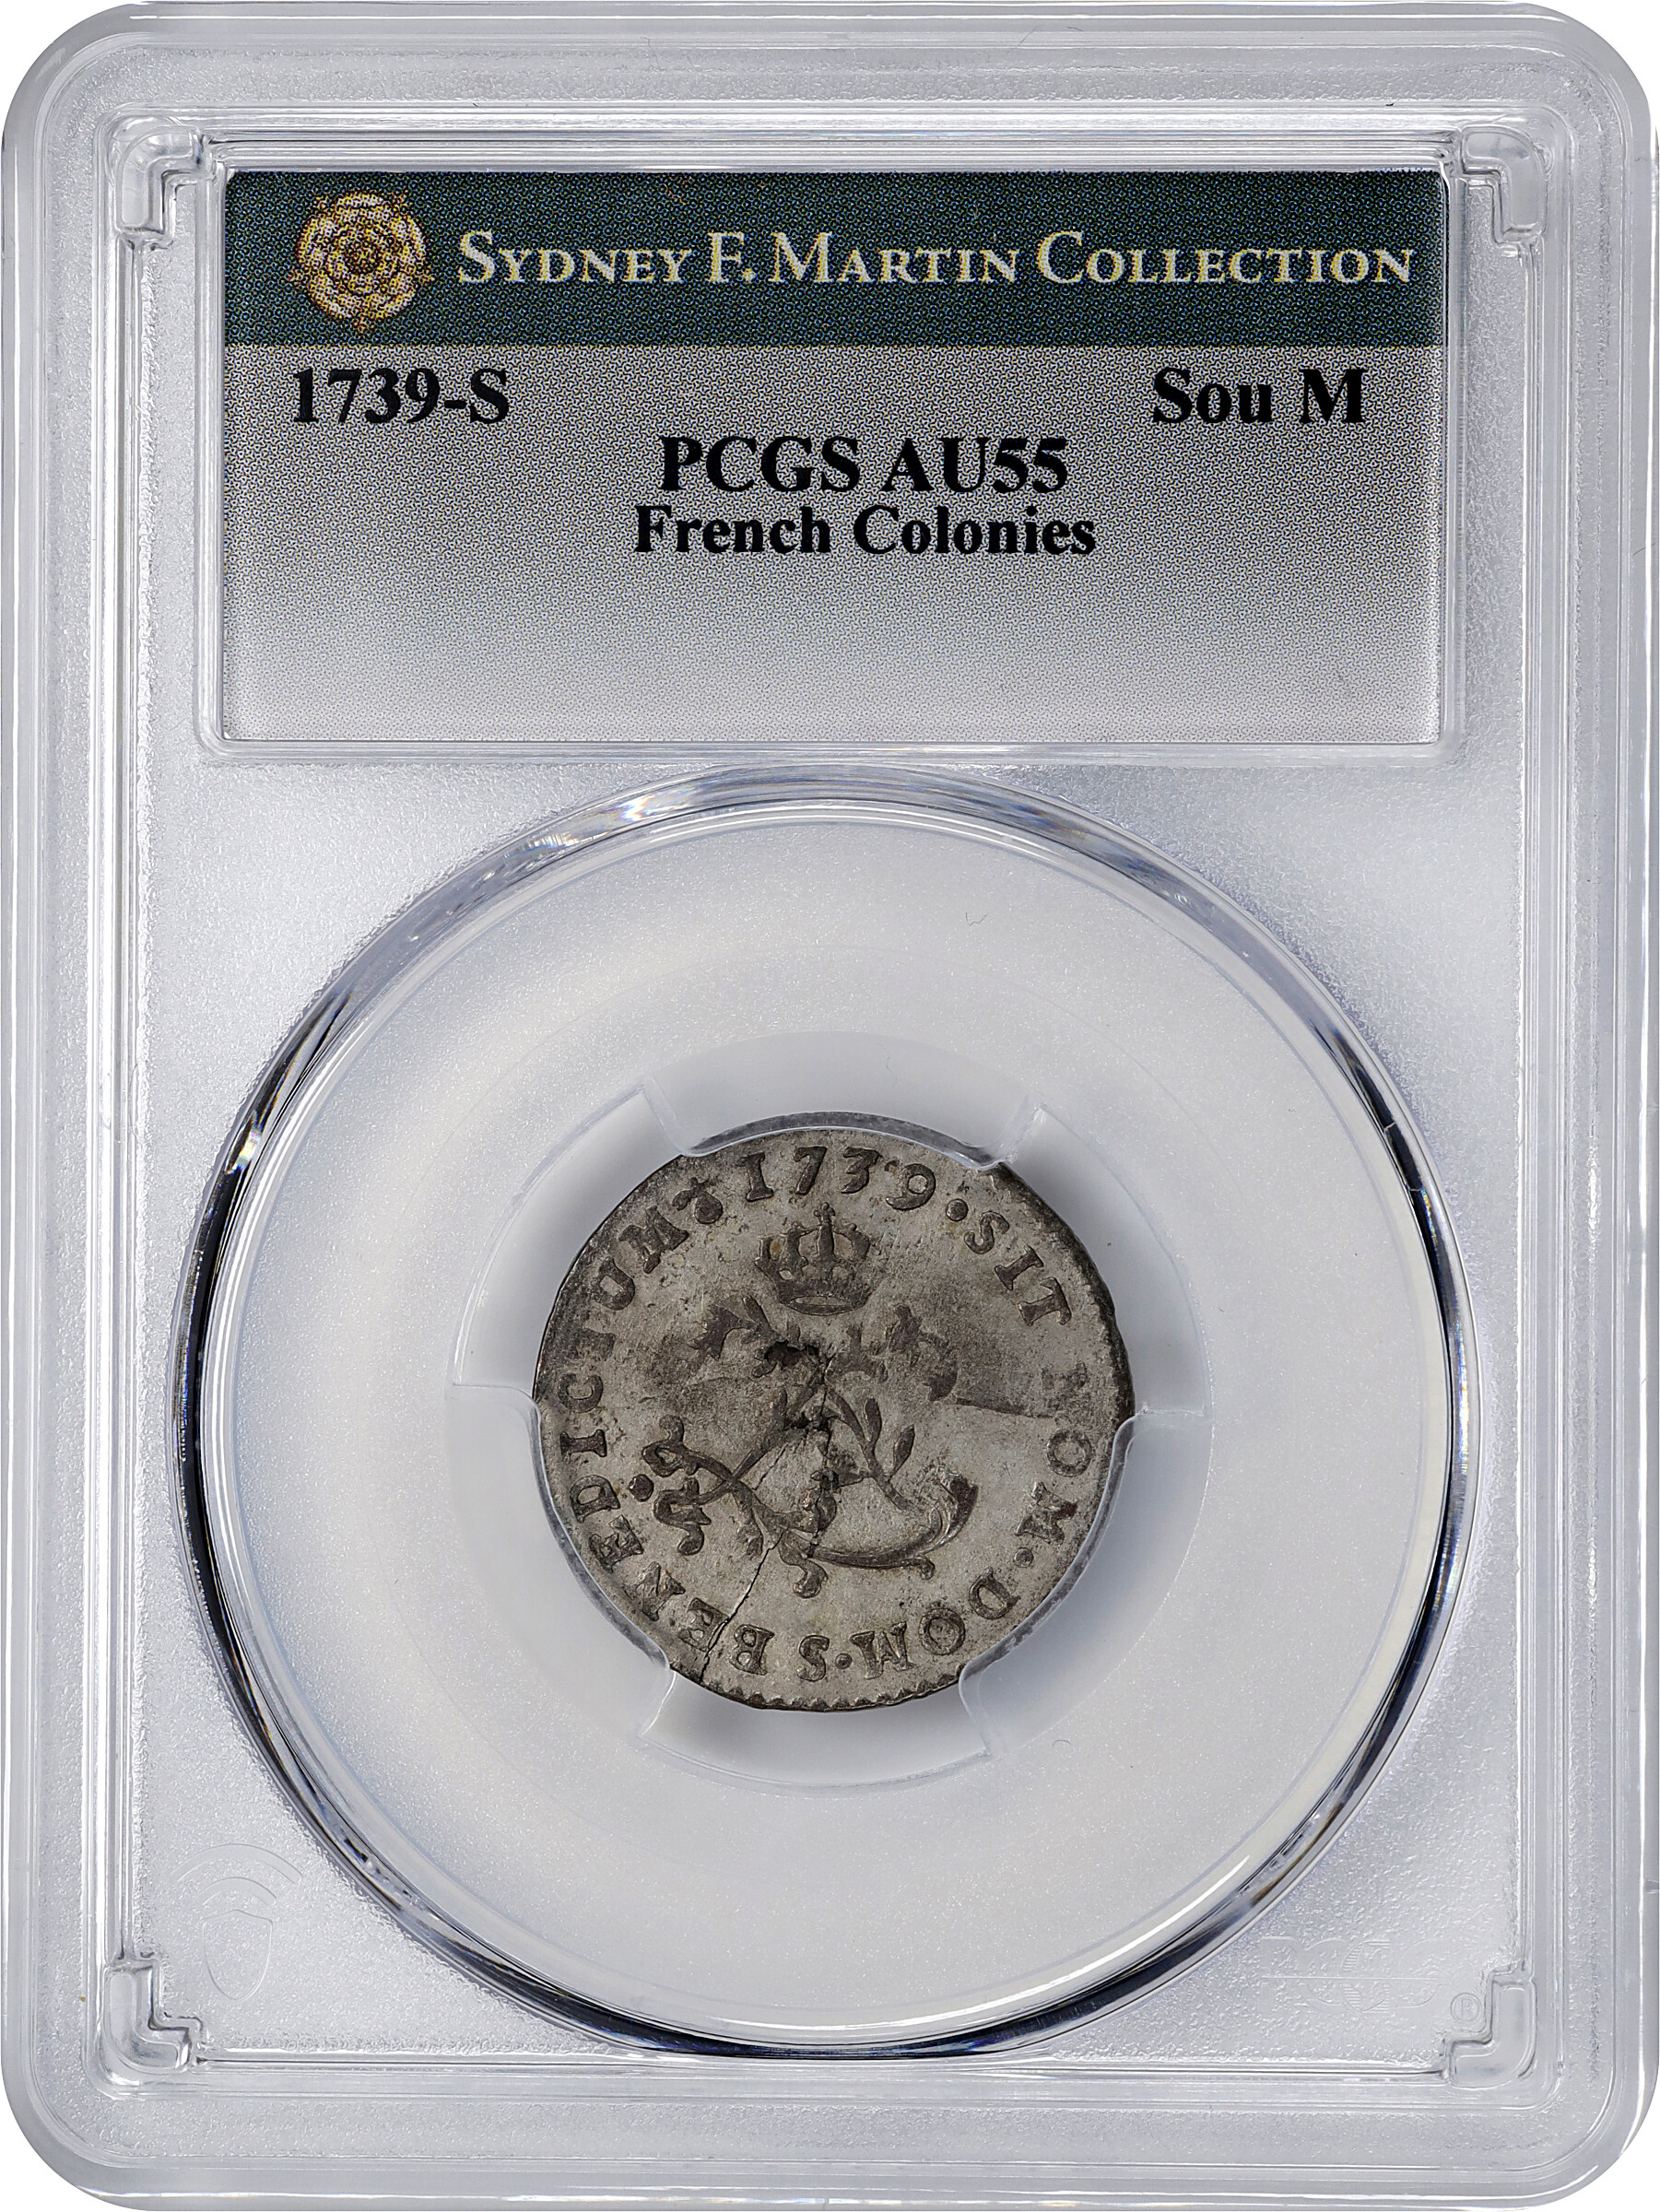 SYDNEY F. MARTIN COLLECTION
1739-S Sou M
PCGS AU55
French Colonies
1739 • SIT NOM • DOM • S BENEDICTUM